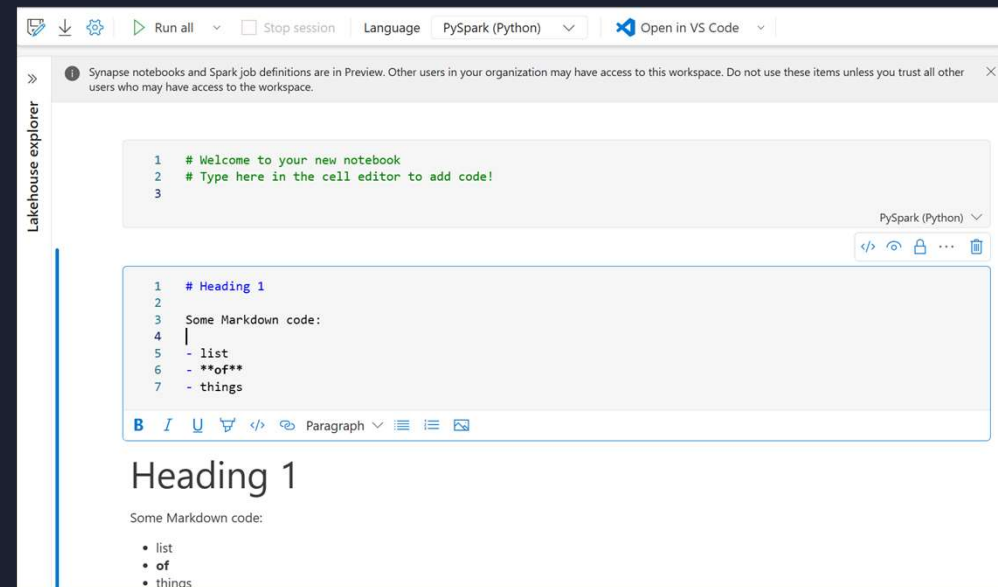 Run all
Stop session
Language
PySpark (Python)
Open in VS Code
Lakehouse explorer
Synapse notebooks and Spark job definitions are in Preview. Other users in your organization may have access to this workspace. Do not use these items unless you trust all other
users who may have access to the workspace.
1 # Welcome to your new notebook
2 # Type here in the cell editor to add code!
3
PySpark (Python)
1 # Heading 1
2
3 Some Markdown code:
4
5 - list
6 - **of**
7 - things
B I U </> Paragraph
Heading 1
Some Markdown code:
• list
• of
• things